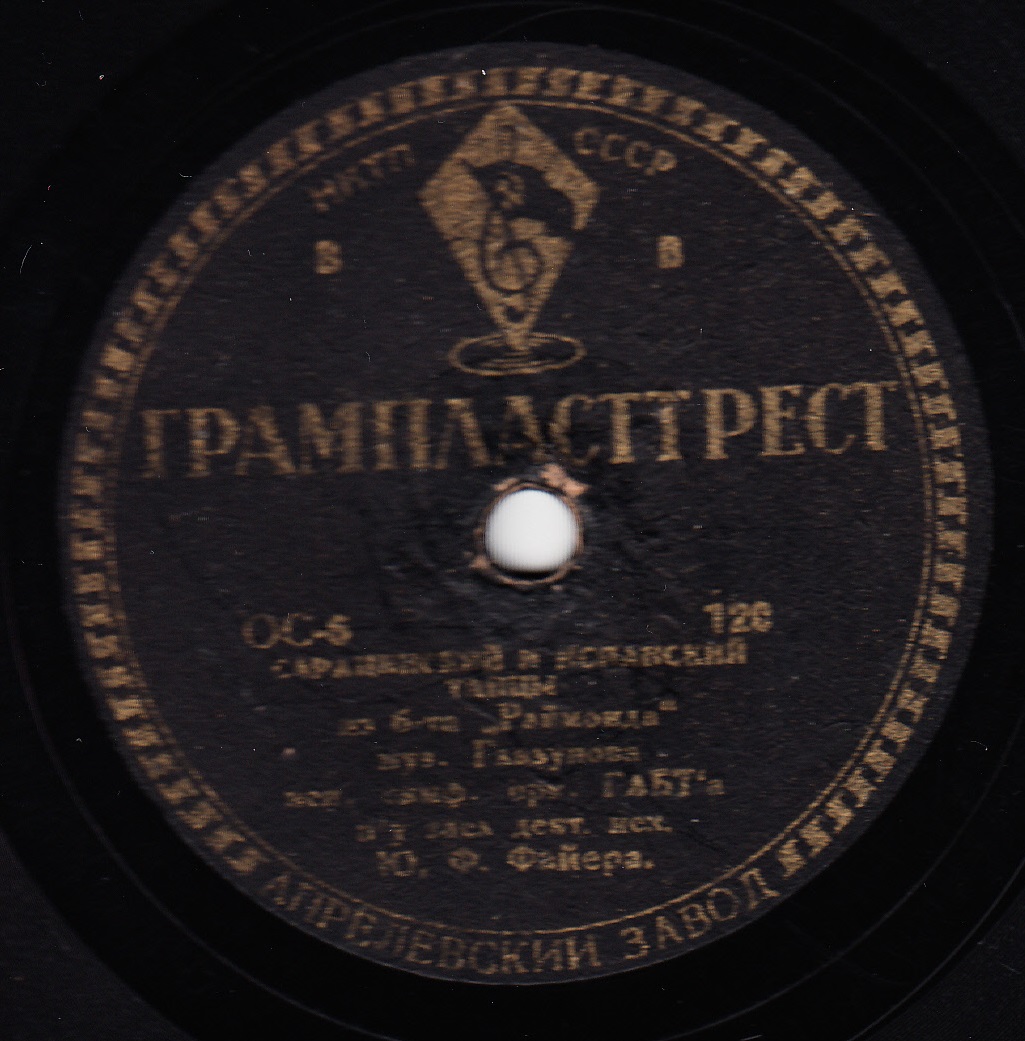 НКТП СССР
В В
ГРАМПЛАСТТРЕСТ
ОС-5 126
САРАЦИНСКИЙ и ИСПАНСКИЙ
ТАНЦЫ
из б-та „Раймонда“
муз. Глазунова
исп. симф. орк. ГАБТ'а
п/у засл. деят. иск.
Ю. Ф. Файера.
АПРЕЛЕВСКИЙ ЗАВОД